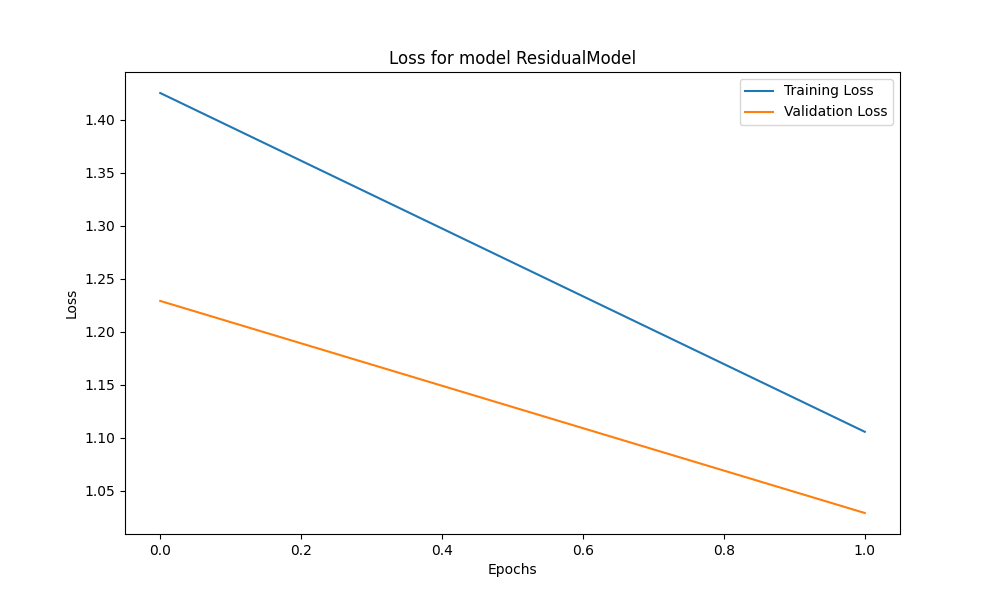 Loss for model ResidualModel
Training Loss
Validation Loss
1.40
1.35
1.30
1.25
1.20
1.15
1.10
1.05
Loss
0.0 0.2 0.4 0.6 0.8 1.0
Epochs